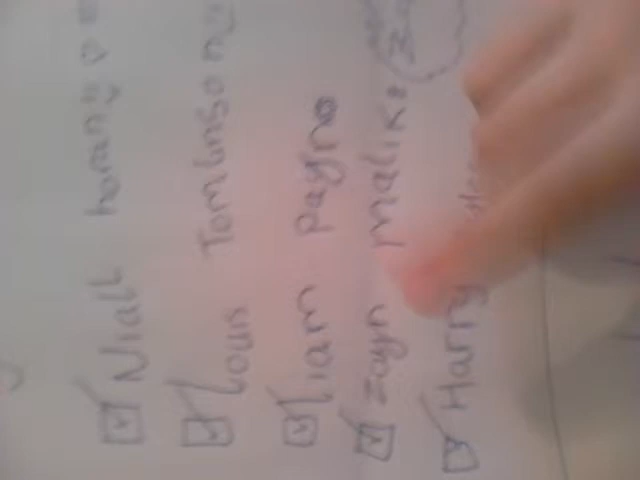 Niall horan
Louis Tomlinson
liam payne
zayn malik
Harry